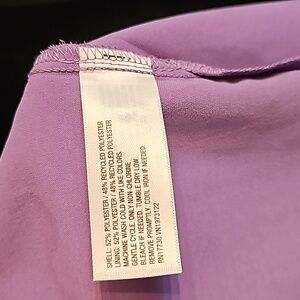 SHELL: 52% POLYESTER / 48% RECYCLED POLYESTER
LINING: 52% POLYESTER / 48% RECYCLED POLYESTER
MACHINE WASH COLD WITH LIKE COLORS.
GENTLE CYCLE. ONLY NON-CHLORINE
BLEACH IF NEEDED. TUMBLE DRY LOW.
REMOVE PROMPTLY. COOL IRON IF NEEDED.
RN17730 VN1973122